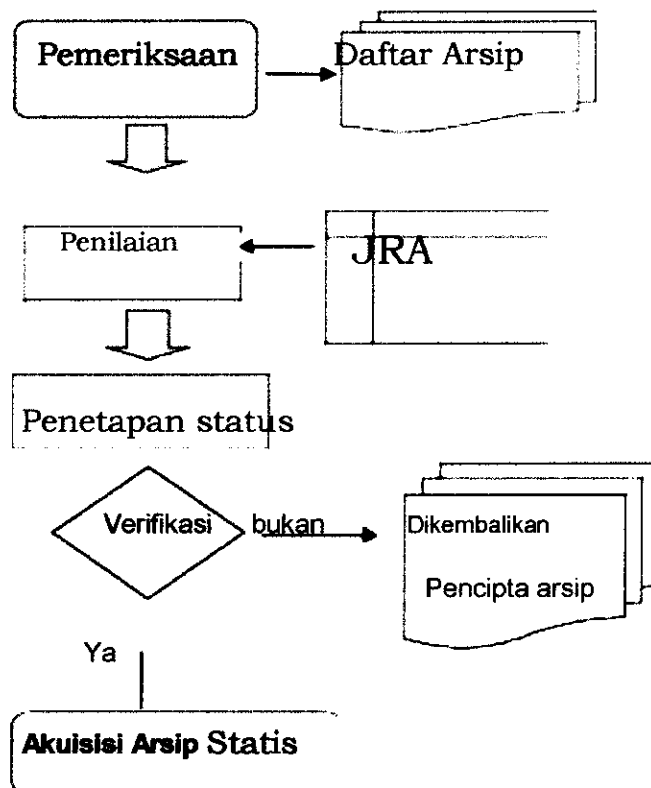 Pemeriksaan
Daftar Arsip
Penilaian
JRA
Penetapan status
Verifikasi
bukan
Dikembalikan
Pencipta arsip
Ya
Akuisisi Arsip Statis